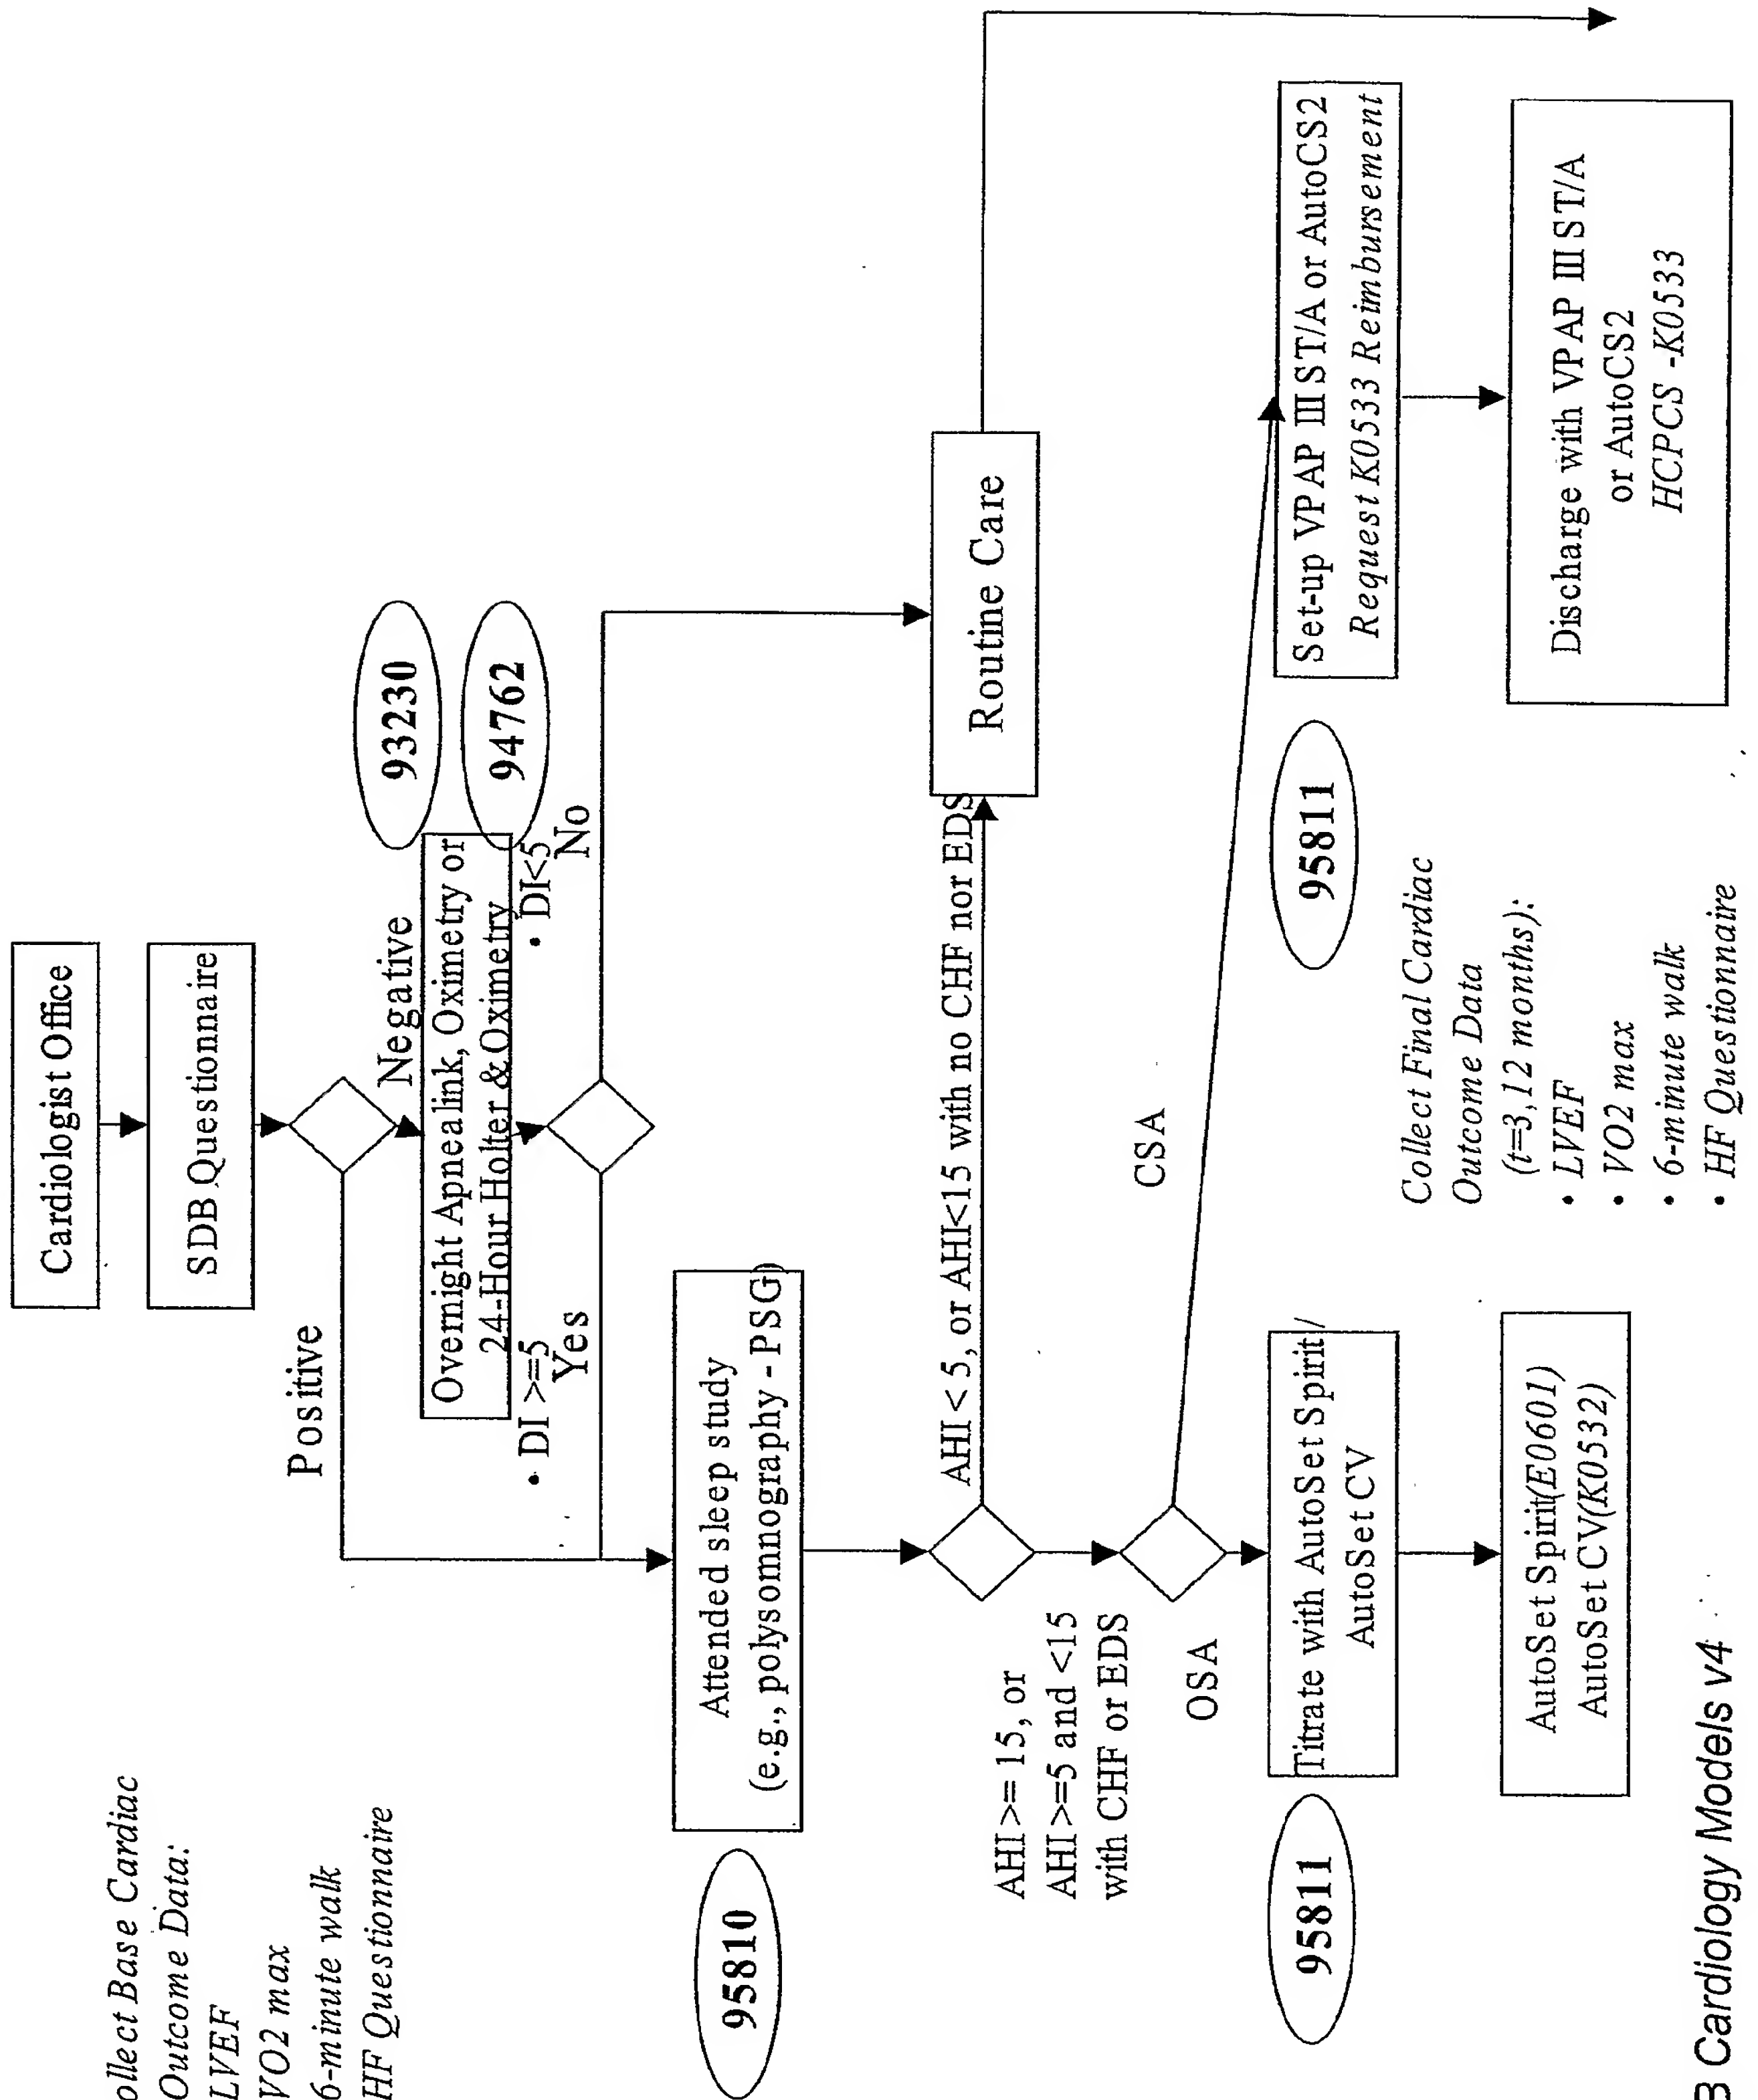 Cardiologist Office
SDB Questionnaire
ollect Base Cardiac
Outcome Data:
LVEF
VO2 max
6-minute walk
HF Questionnaire
Positive
Negative
Overnight Apnealink, Oximetry or
24-Hour Holter & Oximetry
93230
94762
• DI >=5
Yes
• DI<5
No
95810
Attended sleep study
(e.g., polysomnography - PSG)
AHI < 5, or AHI<15 with no CHF nor EDS
Routine Care
AHI >= 15, or
AHI >=5 and <15
with CHF or EDS
OSA
CSA
95811
Titrate with AutoSet Spirit /
AutoSet CV
95811
Set-up VPAP III ST/A or AutoCS2
Request K0533 Reimbursement
AutoSet Spirit(E0601)
AutoSet CV(K0532)
Collect Final Cardiac
Outcome Data
(t=3,12 months):
• LVEF
• VO2 max
• 6-minute walk
• HF Questionnaire
Discharge with VPAP III ST/A
or AutoCS2
HCPCS -K0533
B Cardiology Models v4